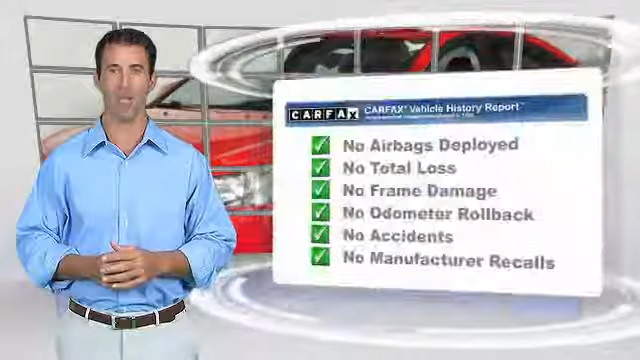 CARFAX CARFAX Vehicle History Report™
No Airbags Deployed
No Total Loss
No Frame Damage
No Odometer Rollback
No Accidents
No Manufacturer Recalls